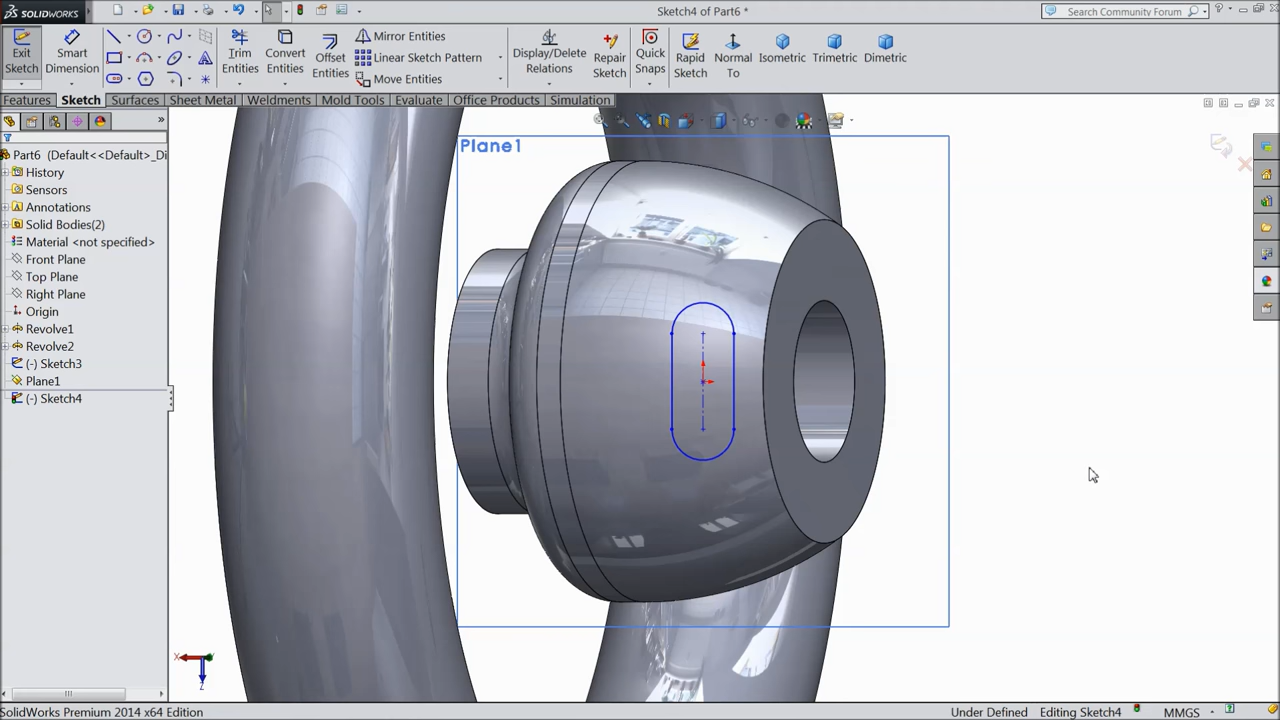 SOLIDWORKS
Sketch4 of Part6 *
Search Community Forum
Exit Sketch
Smart Dimension
Trim Entities
Convert Entities
Offset Entities
Mirror Entities
Linear Sketch Pattern
Move Entities
Display/Delete Relations
Repair Sketch
Quick Snaps
Rapid Sketch
Normal To
Isometric
Trimetric
Dimetric
Features
Sketch
Surfaces
Sheet Metal
Weldments
Mold Tools
Evaluate
Office Products
Simulation
Part6 (Default<<Default>_Di
History
Sensors
Annotations
Solid Bodies(2)
Material <not specified>
Front Plane
Top Plane
Right Plane
Origin
Revolve1
Revolve2
(-) Sketch3
Plane1
(-) Sketch4
Plane1
X
Z
SolidWorks Premium 2014 x64 Edition
Under Defined
Editing Sketch4
MMGS